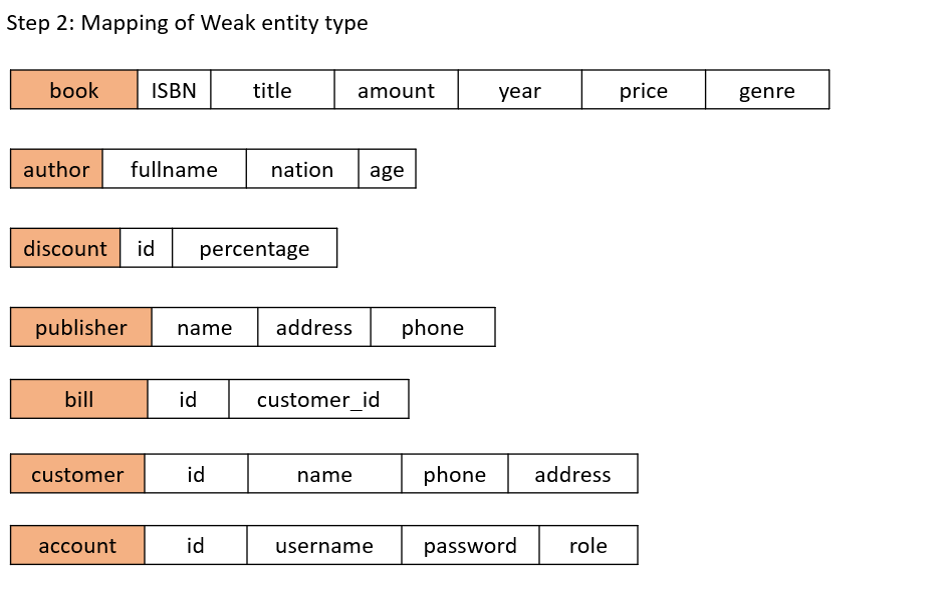 Step 2: Mapping of Weak entity type
book ISBN title amount year price genre
author fullname nation age
discount id percentage
publisher name address phone
bill id customer_id
customer id name phone address
account id username password role